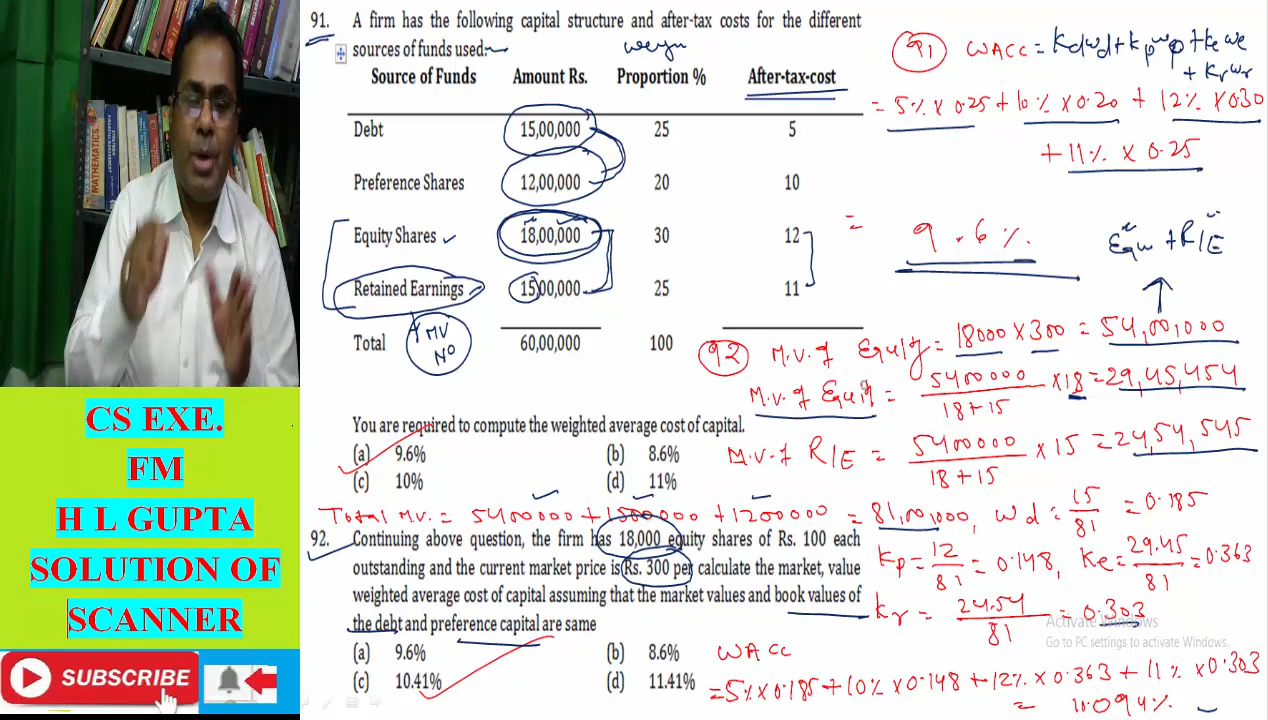 91. A firm has the following capital structure and after-tax costs for the different
sources of funds used:
Source of Funds Amount Rs. Proportion % After-tax-cost
Debt 15,00,000 25 5
Preference Shares 12,00,000 20 10
Equity Shares 18,00,000 30 12
Retained Earnings 15,00,000 25 11
Total 60,00,000 100
MV
NO
You are required to compute the weighted average cost of capital.
(a) 9.6% (b) 8.6%
(c) 10% (d) 11%
Total M.V. = 5400000 + 1500000 + 1200000 = 81,00,000, Wd = 15/81 = 0.185
92. Continuing above question, the firm has 18,000 equity shares of Rs. 100 each
outstanding and the current market price is Rs. 300 per calculate the market, value
weighted average cost of capital assuming that the market values and book values of
the debt and preference capital are same
(a) 9.6% (b) 8.6%
(c) 10.41% (d) 11.41%
91 WACC = Kdwd + Kpwp + Kewe
+ Krwr
= 5% X 0.25 + 10% X 0.20 + 12% X 0.30
+ 11% X 0.25
= 9.6%
Equ + R/E
92 M.V. of Equity = 18000 X 300 = 54,00,000
M.V. of Equity = 5400000/18+15 X 18 = 29,45,454
M.V. of R/E = 5400000/18+15 X 15 = 24,54,545
Kp = 12/81 = 0.148, Ke = 29.45/81 = 0.363
Kr = 24.54/81 = 0.303
WACC
= 5% X 0.185 + 10% X 0.148 + 12% X 0.363 + 11% X 0.303
Activate Windows
Go to PC settings to activate Windows.
CS EXE.
FM
H L GUPTA
SOLUTION OF
SCANNER
SUBSCRIBE
MATHEMATICS